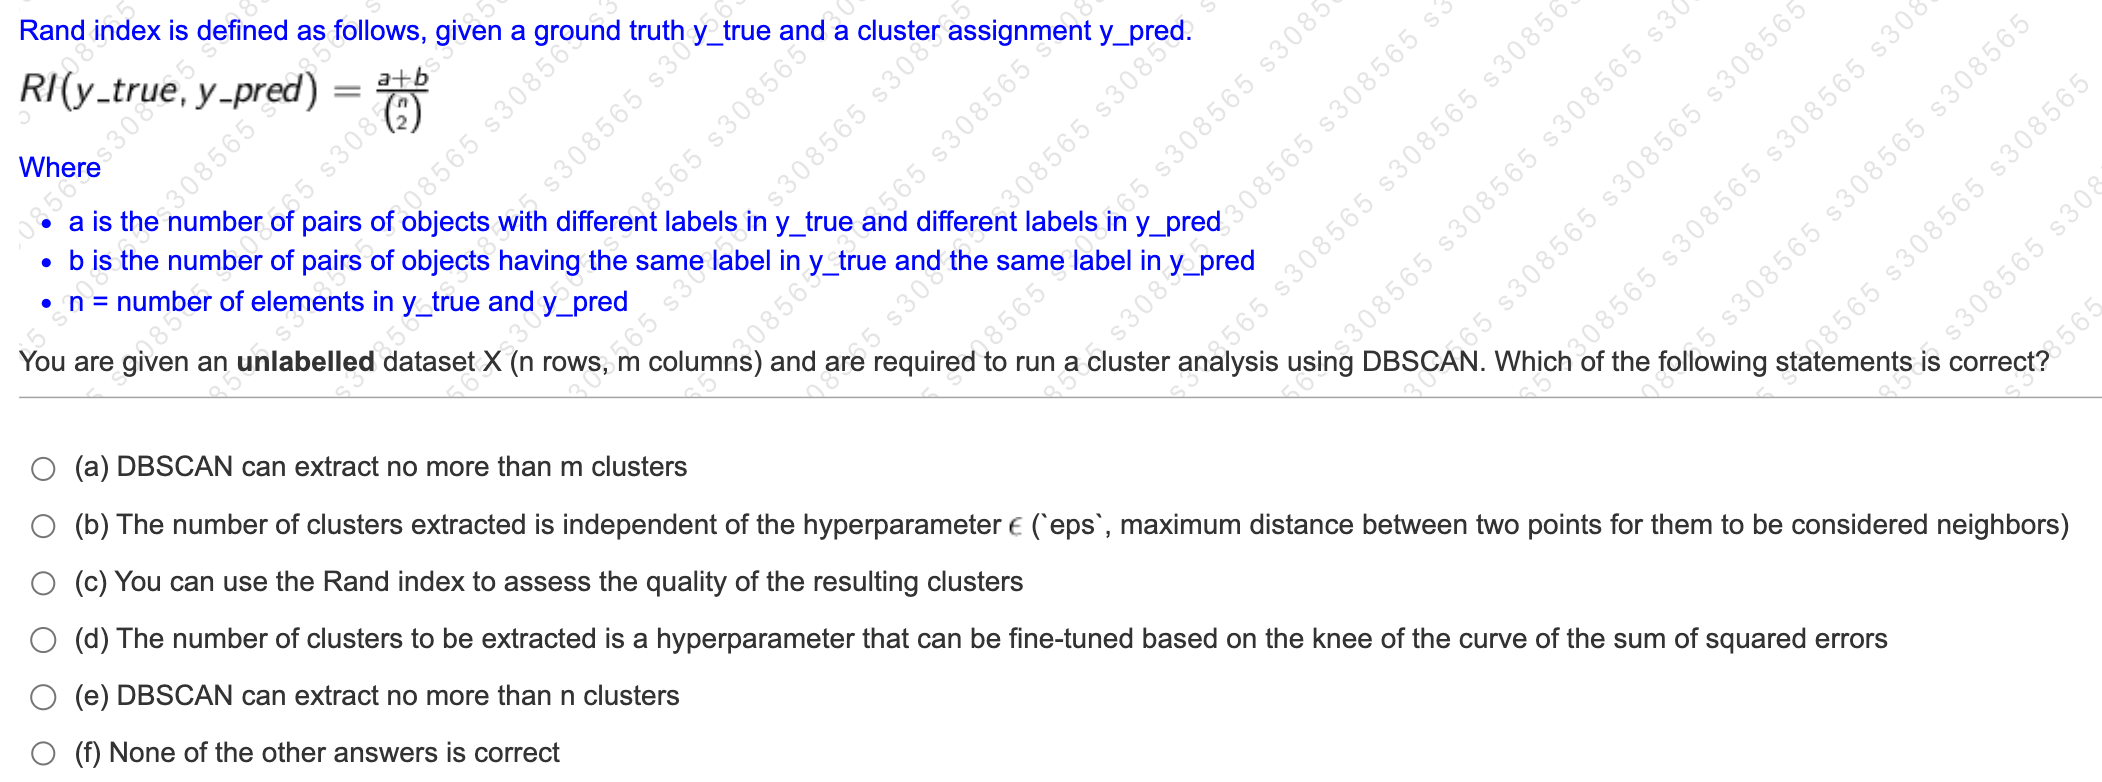 Rand index is defined as follows, given a ground truth y_true and a cluster assignment y_pred.
RI(y_true, y_pred) = \frac{a+b}{\binom{n}{2}}
Where
• a is the number of pairs of objects with different labels in y_true and different labels in y_pred
• b is the number of pairs of objects having the same label in y_true and the same label in y_pred
• n = number of elements in y_true and y_pred
You are given an unlabelled dataset X (n rows, m columns) and are required to run a cluster analysis using DBSCAN. Which of the following statements is correct?
(a) DBSCAN can extract no more than m clusters
(b) The number of clusters extracted is independent of the hyperparameter ϵ (`eps`, maximum distance between two points for them to be considered neighbors)
(c) You can use the Rand index to assess the quality of the resulting clusters
(d) The number of clusters to be extracted is a hyperparameter that can be fine-tuned based on the knee of the curve of the sum of squared errors
(e) DBSCAN can extract no more than n clusters
(f) None of the other answers is correct
s308565